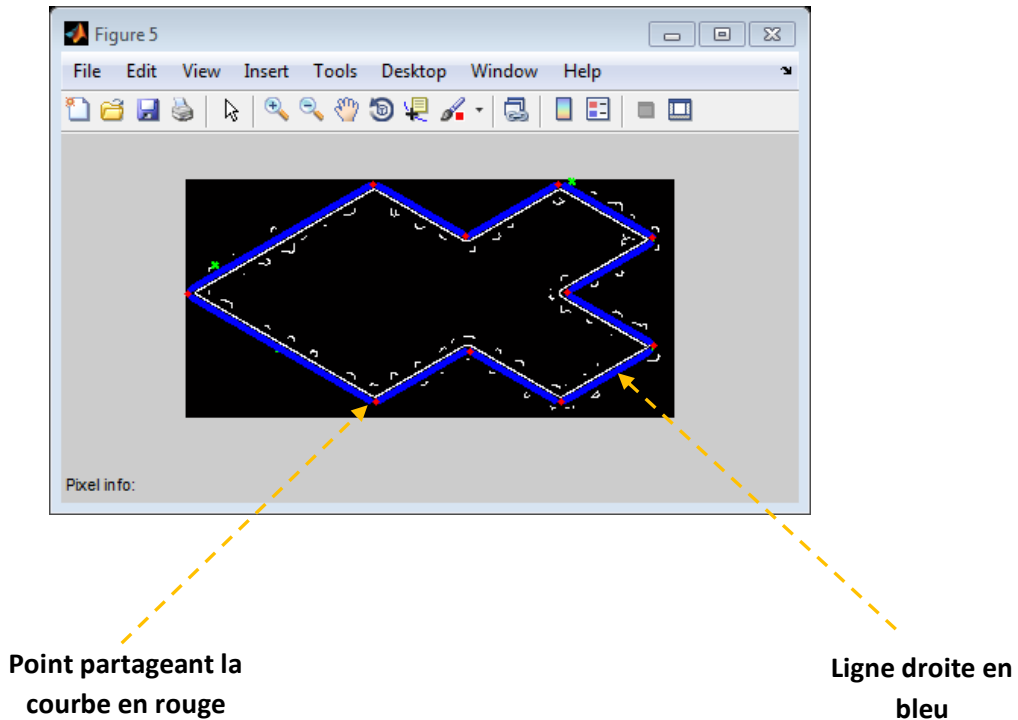 Figure 5
File Edit View Insert Tools Desktop Window Help
Pixel info:
Point partageant la
courbe en rouge
Ligne droite en
bleu